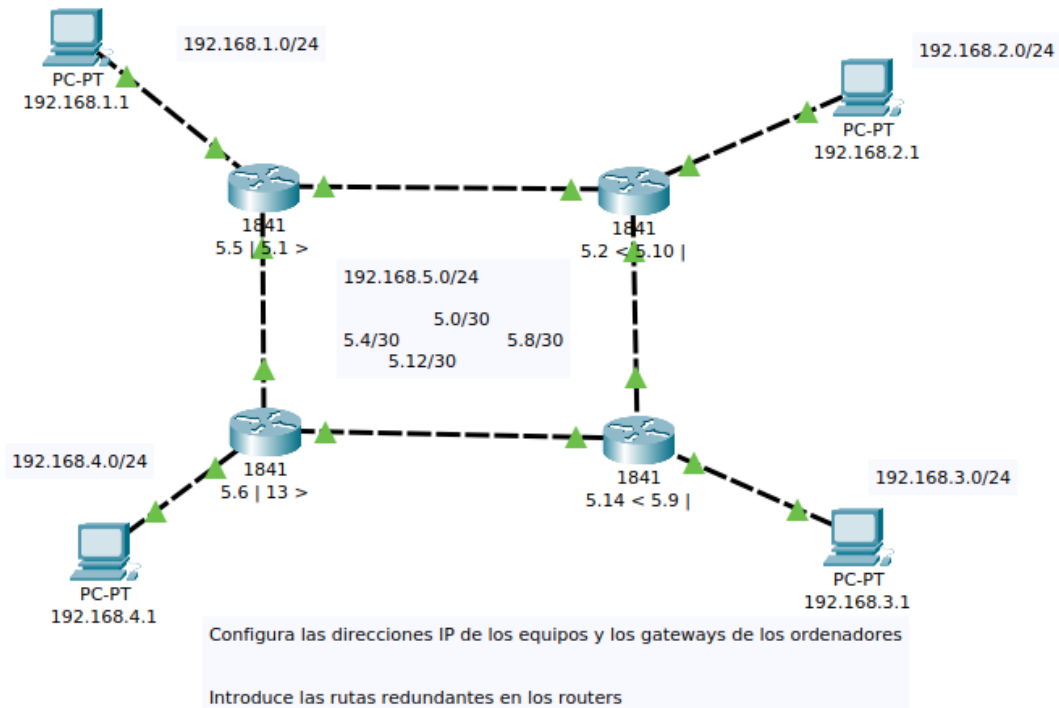 192.168.1.0/24
192.168.2.0/24
PC-PT
192.168.1.1
PC-PT
192.168.2.1
1841
5.5 | 5.1 >
1841
5.2 < 5.10 |
192.168.5.0/24
5.0/30
5.4/30 5.8/30
5.12/30
192.168.4.0/24
1841
5.6 | 13 >
1841
5.14 < 5.9 |
192.168.3.0/24
PC-PT
192.168.4.1
PC-PT
192.168.3.1
Configura las direcciones IP de los equipos y los gateways de los ordenadores
Introduce las rutas redundantes en los routers